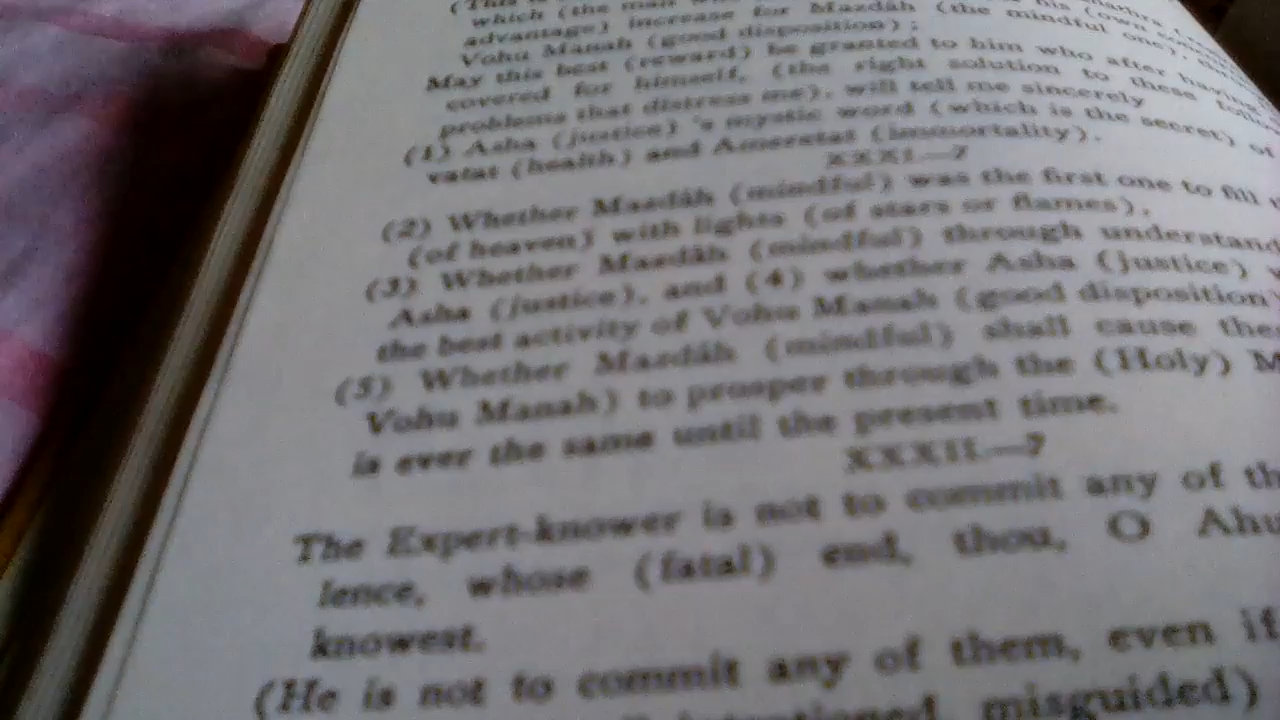 (This is
which (the man
advantage) increase for Mazdâh (the mindful one),
Vohu Manah (good disposition);
May this best (reward) be granted to him who after having
covered for himself, (the right solution to these
problems that distress me), will tell me sincerely
(1) Asha (justice) 's mystic word (which is the secret) of
vatat (health) and Ameretat (immortality).
XXXI.—7
(2) Whether Mazdâh (mindful) was the first one to fill
(of heaven) with lights (of stars or flames),
(3) Whether Mazdâh (mindful) through understand
Asha (justice), and (4) whether Asha (justice)
the best activity of Vohu Manah (good disposition
(5) Whether Mazdâh (mindful) shall cause the
Vohu Manah) to prosper through the (Holy) M
is ever the same until the present time.
XXXII.—7
The Expert-knower is not to commit any of th
lence, whose (fatal) end, thou, O Ahu
knowest.
(He is not to commit any of them, even if
misguided)